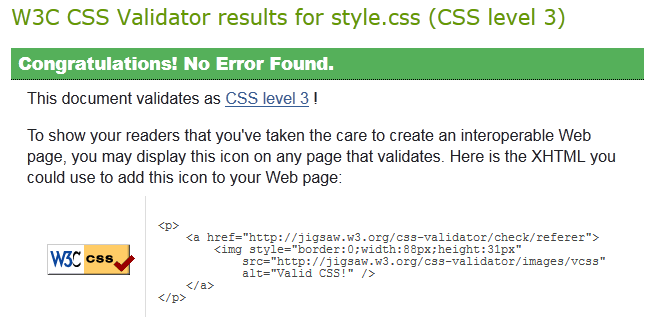 W3C CSS Validator results for style.css (CSS level 3)
Congratulations! No Error Found.
This document validates as CSS level 3 !
To show your readers that you've taken the care to create an interoperable Web
page, you may display this icon on any page that validates. Here is the XHTML you
could use to add this icon to your Web page:
W3C css
<p>
    <a href="http://jigsaw.w3.org/css-validator/check/referer">
        <img style="border:0;width:88px;height:31px"
            src="http://jigsaw.w3.org/css-validator/images/vcss"
            alt="Valid CSS!" />
    </a>
</p>